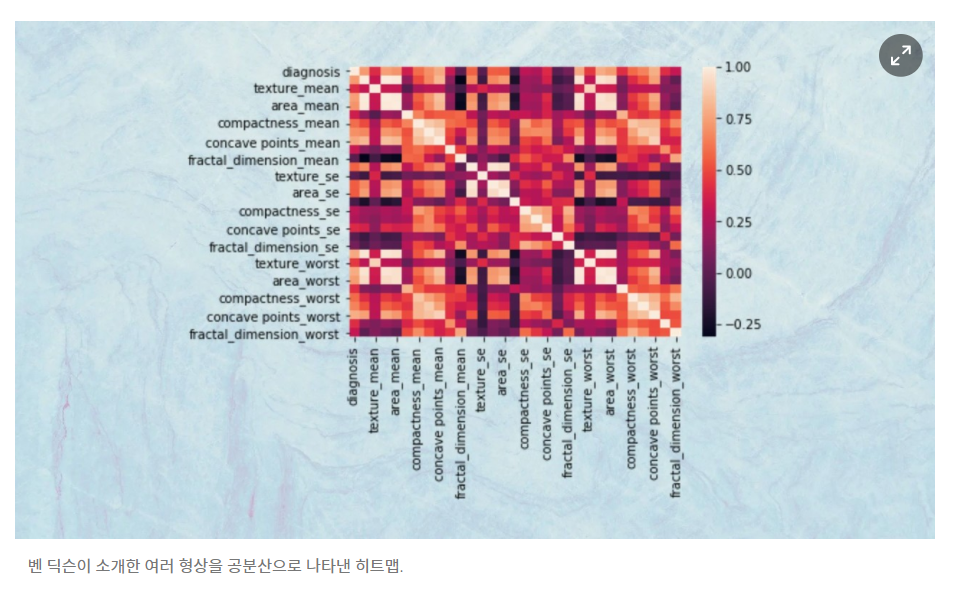 diagnosis
texture_mean
area_mean
compactness_mean
concave points_mean
fractal_dimension_mean
texture_se
area_se
compactness_se
concave points_se
fractal_dimension_se
texture_worst
area_worst
compactness_worst
concave points_worst
fractal_dimension_worst
1.00
0.75
0.50
0.25
0.00
−0.25
diagnosis
texture_mean
area_mean
compactness_mean
concave points_mean
fractal_dimension_mean
texture_se
area_se
compactness_se
concave points_se
fractal_dimension_se
texture_worst
area_worst
compactness_worst
concave points_worst
fractal_dimension_worst
벤 딕슨이 소개한 여러 형상을 공분산으로 나타낸 히트맵.